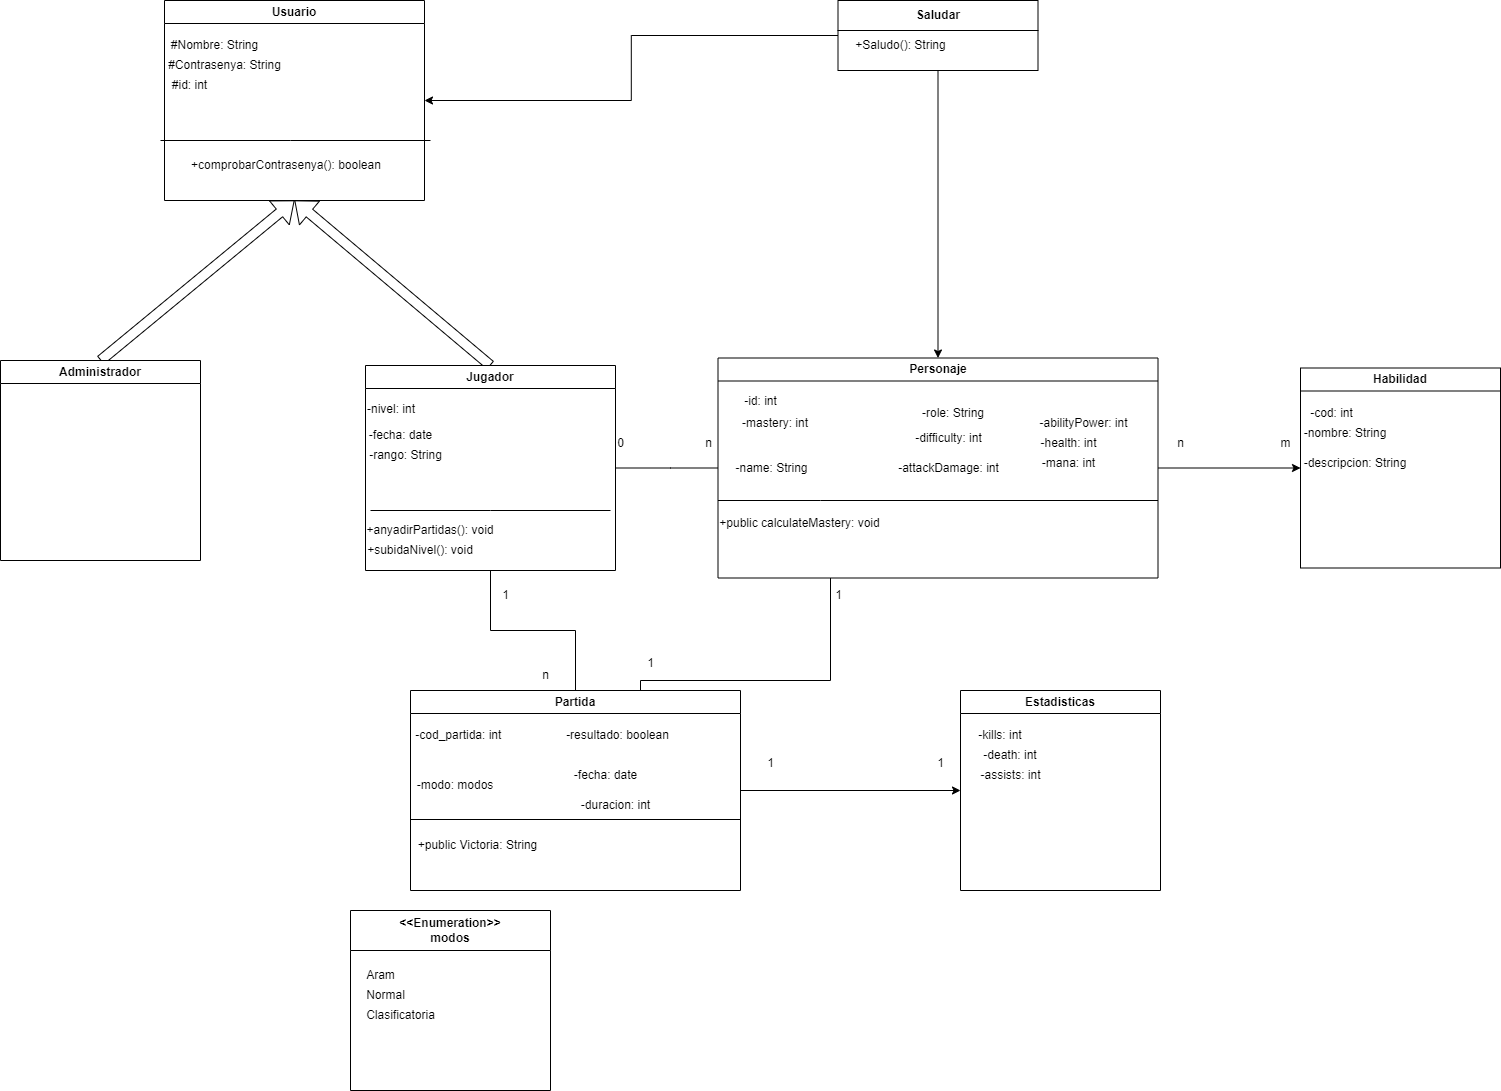 Usuario
#Nombre: String
#Contrasenya: String
#id: int
+comprobarContrasenya(): boolean
Saludar
+Saludo(): String
Administrador
Jugador
-nivel: int
-fecha: date
-rango: String
+anyadirPartidas(): void
+subidaNivel(): void
0
n
Personaje
-id: int
-mastery: int
-name: String
-role: String
-difficulty: int
-attackDamage: int
-abilityPower: int
-health: int
-mana: int
+public calculateMastery: void
n
m
Habilidad
-cod: int
-nombre: String
-descripcion: String
1
n
1
1
Partida
-cod_partida: int
-modo: modos
-resultado: boolean
-fecha: date
-duracion: int
+public Victoria: String
1
1
Estadisticas
-kills: int
-death: int
-assists: int
<<Enumeration>>
modos
Aram
Normal
Clasificatoria